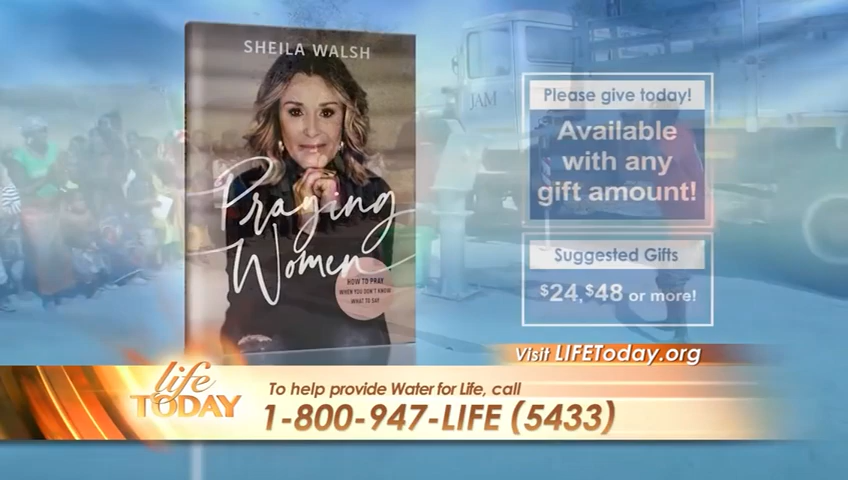 SHEILA WALSH
Praying
Women
HOW TO PRAY
WHEN YOU DON'T KNOW
WHAT TO SAY
JAM
Please give today!
Available
with any
gift amount!
Suggested Gifts
$24, $48 or more!
Visit LIFEToday.org
life
TODAY
To help provide Water for Life, call
1-800-947-LIFE (5433)